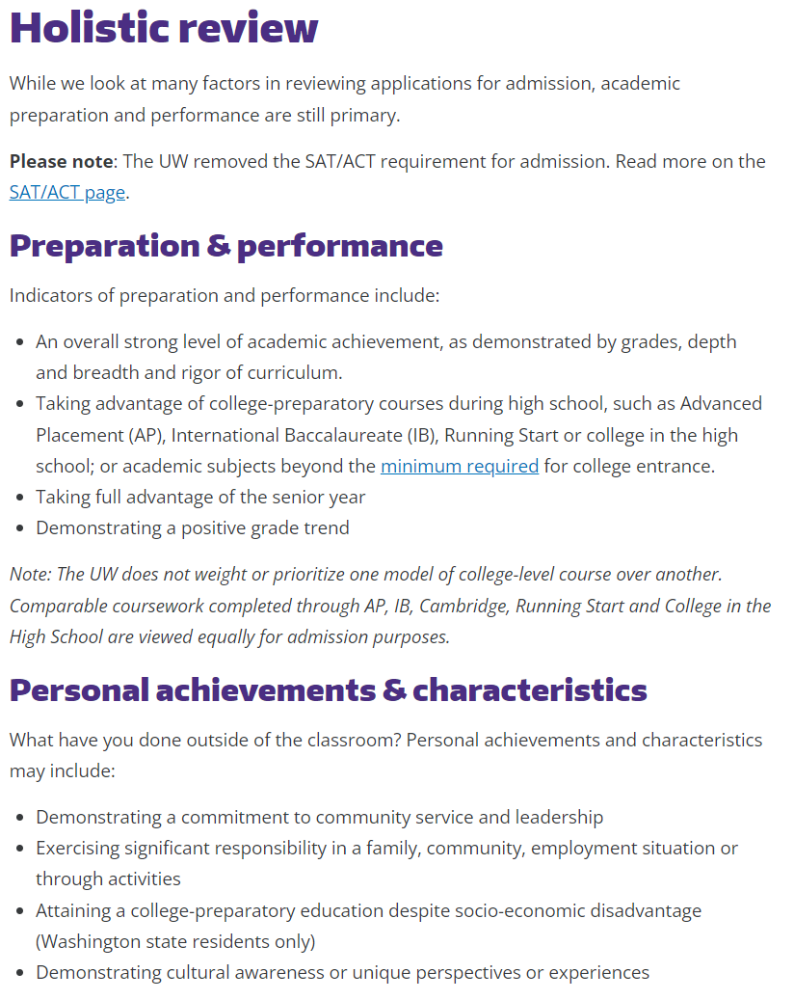 Holistic review
While we look at many factors in reviewing applications for admission, academic
preparation and performance are still primary.
Please note: The UW removed the SAT/ACT requirement for admission. Read more on the
SAT/ACT page.
Preparation & performance
Indicators of preparation and performance include:
• An overall strong level of academic achievement, as demonstrated by grades, depth
and breadth and rigor of curriculum.
• Taking advantage of college-preparatory courses during high school, such as Advanced
Placement (AP), International Baccalaureate (IB), Running Start or college in the high
school; or academic subjects beyond the minimum required for college entrance.
• Taking full advantage of the senior year
• Demonstrating a positive grade trend
Note: The UW does not weight or prioritize one model of college-level course over another.
Comparable coursework completed through AP, IB, Cambridge, Running Start and College in the
High School are viewed equally for admission purposes.
Personal achievements & characteristics
What have you done outside of the classroom? Personal achievements and characteristics
may include:
• Demonstrating a commitment to community service and leadership
• Exercising significant responsibility in a family, community, employment situation or
through activities
• Attaining a college-preparatory education despite socio-economic disadvantage
(Washington state residents only)
• Demonstrating cultural awareness or unique perspectives or experiences